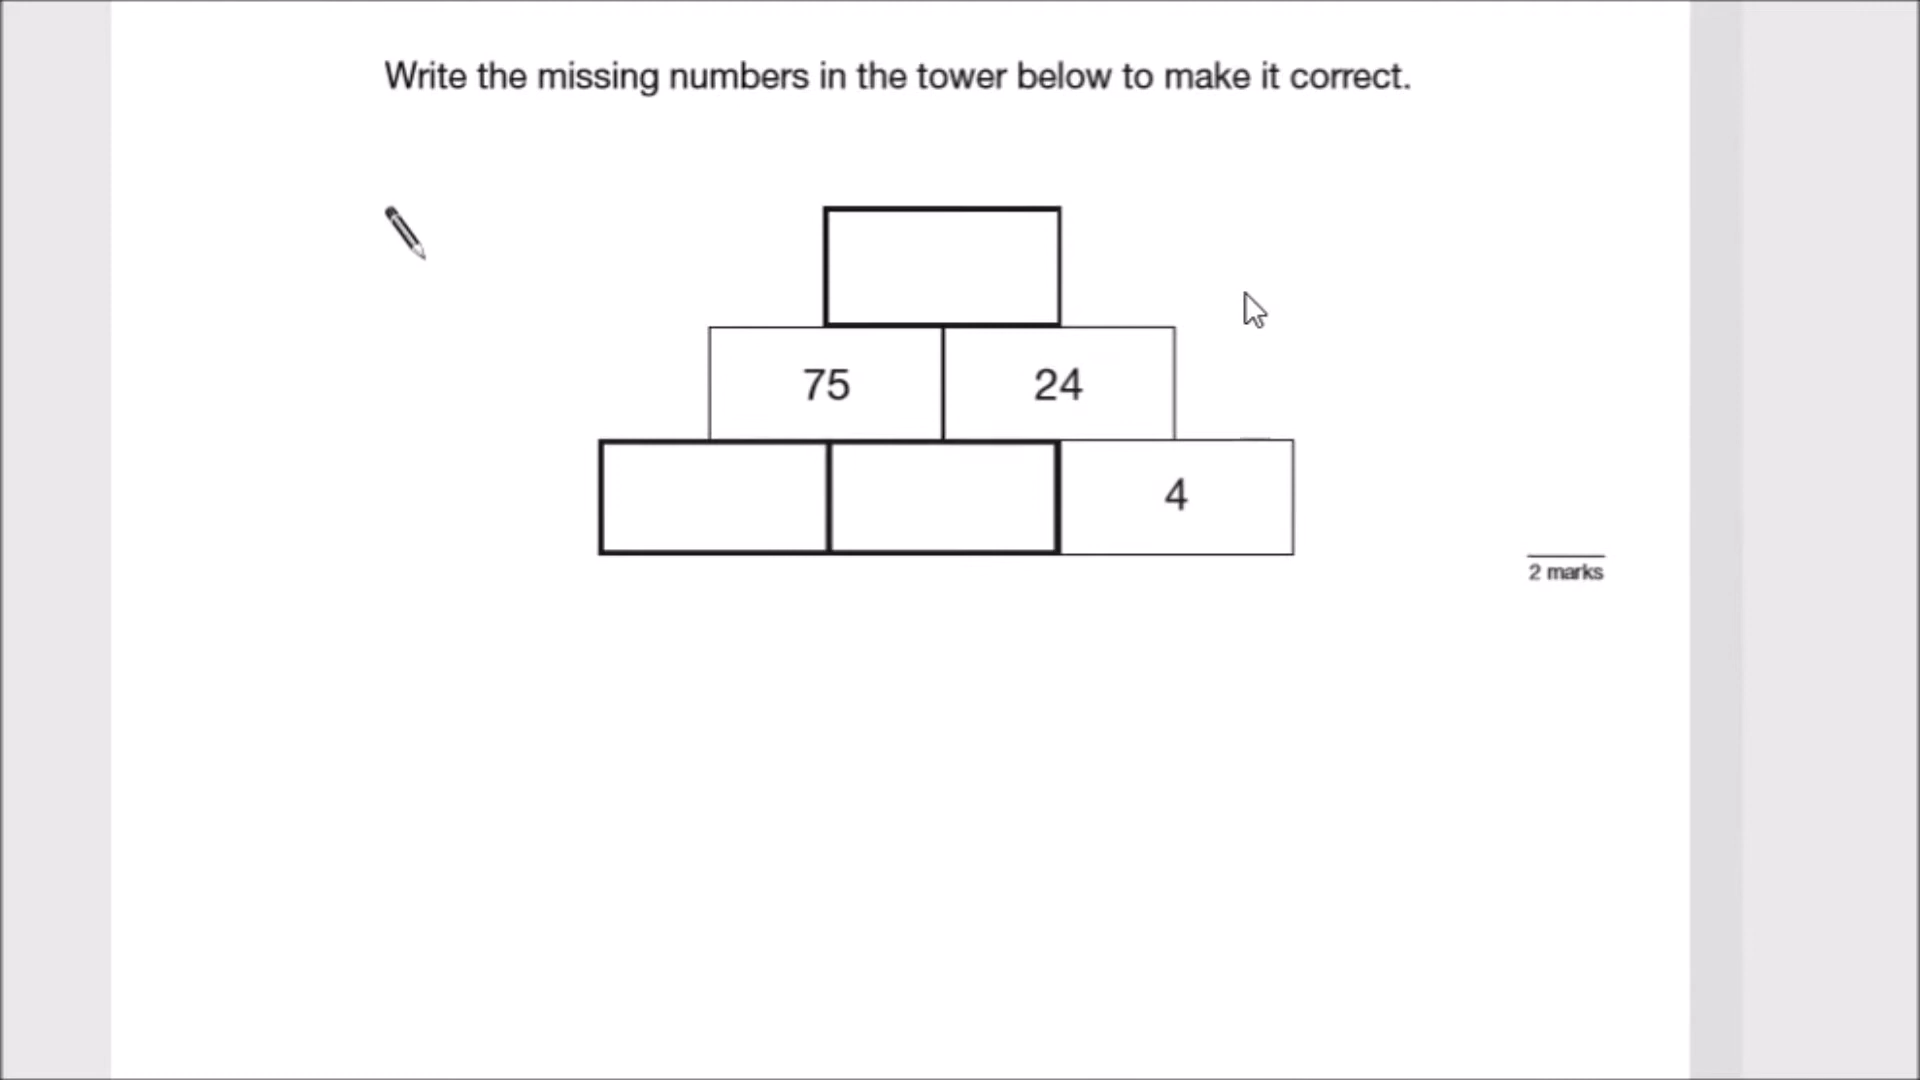 Write the missing numbers in the tower below to make it correct.
75 24
4
2 marks